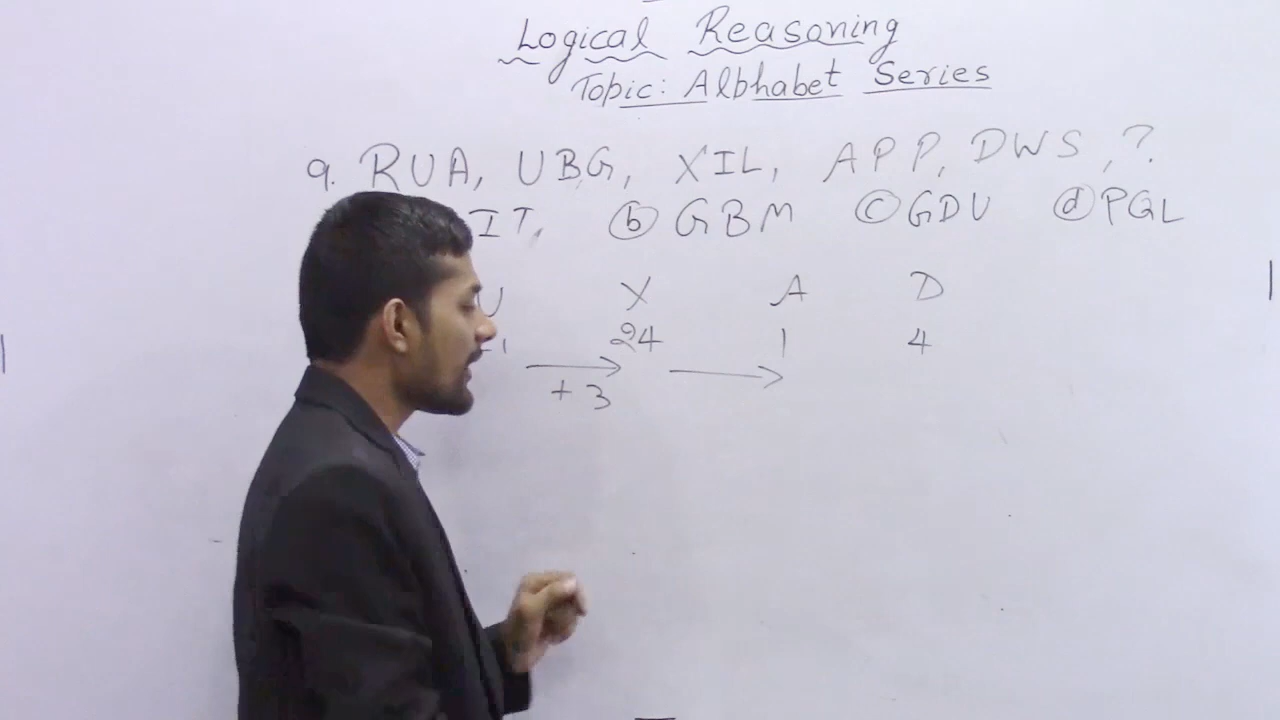 Logical Reasoning
Topic: Alphabet Series
9. RUA, UBG, XIL, APP, DWS, ?
IT, ⓑ GBM ⓒ GDU ⓓ PGL
U X A D
24 1 4
+3